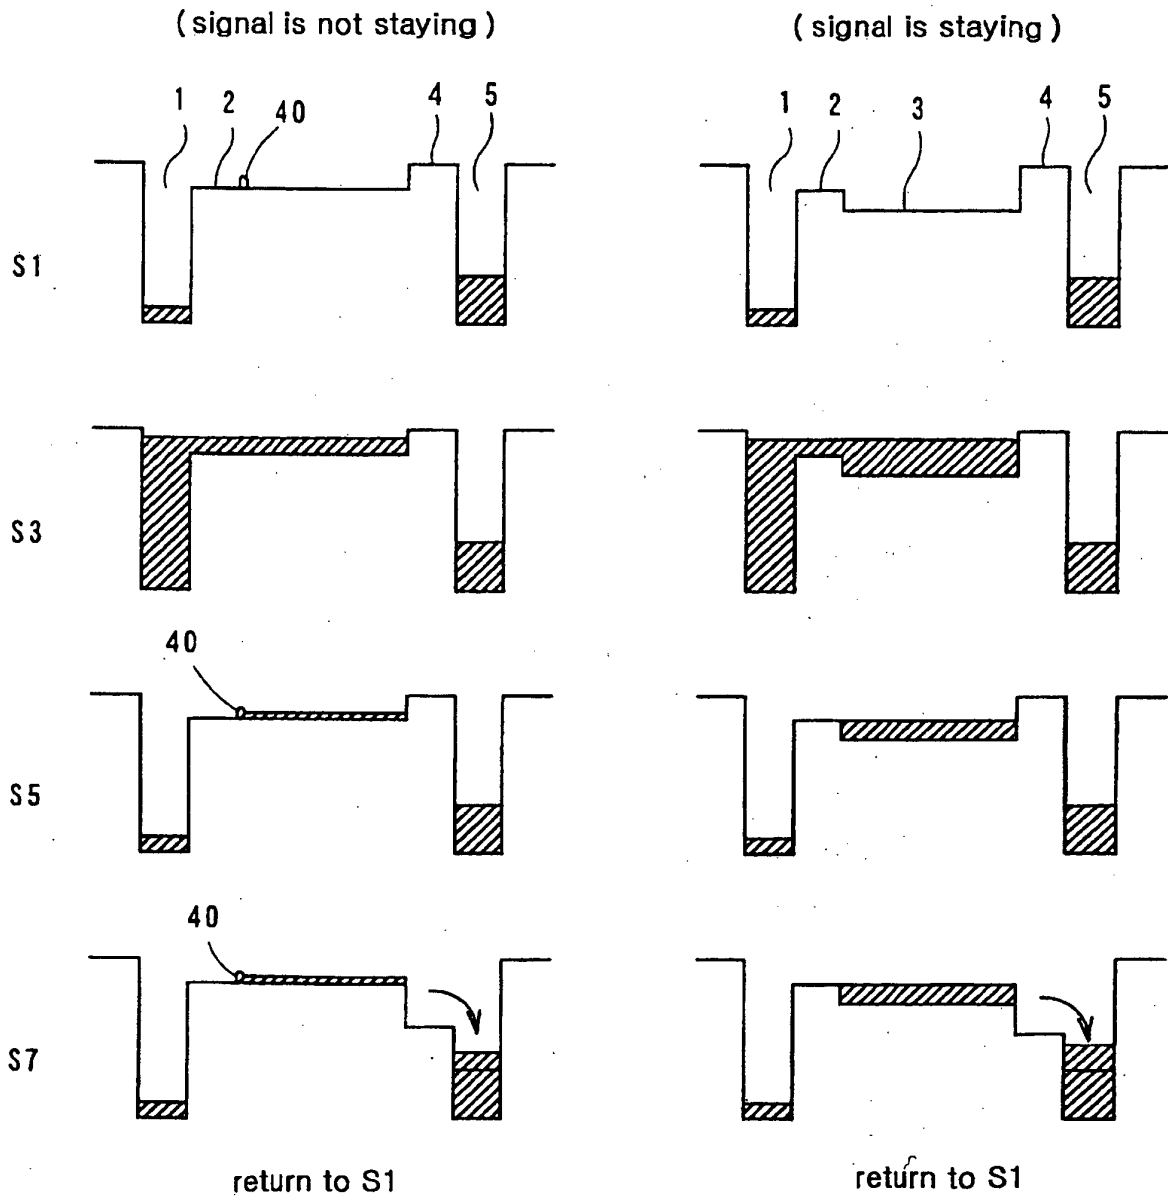 (signal is not staying) (signal is staying)
1 2 40 4 5 1 2 3 4 5
S1
S3
40
S5
40
S7
return to S1 return to S1